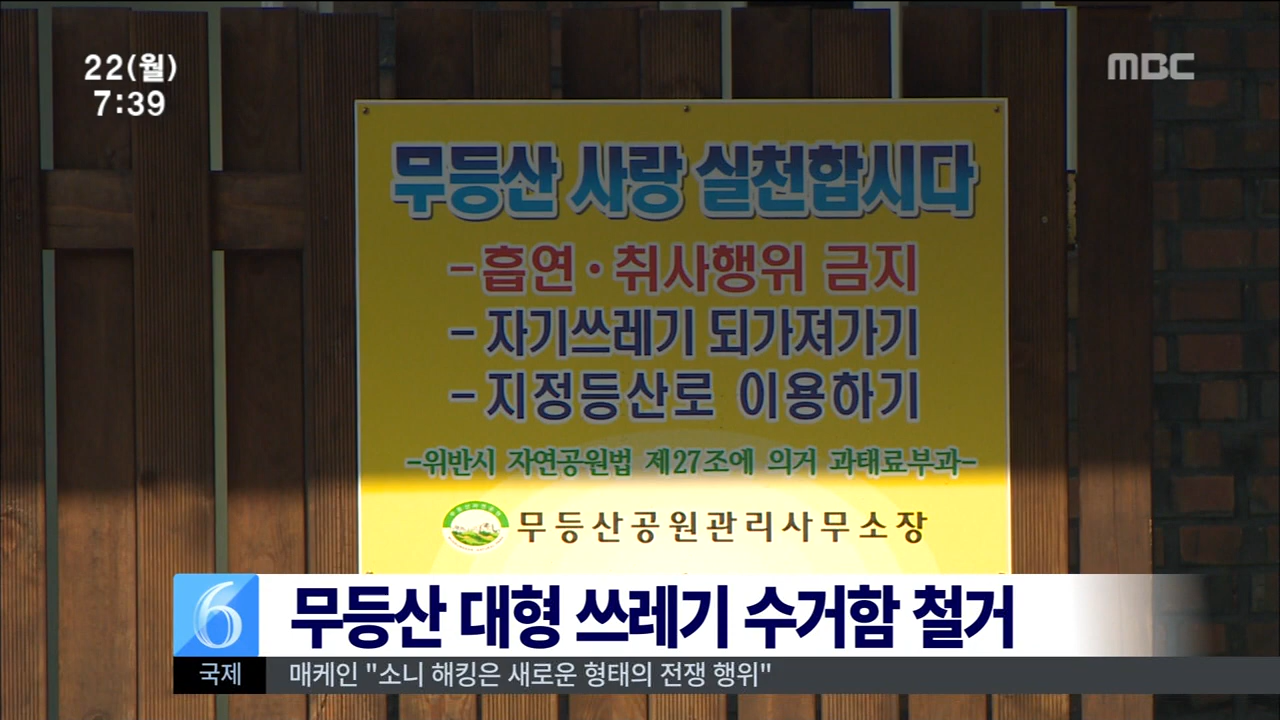 22(월)
7:39
MBC
무등산 사랑 실천합시다
-흡연·취사행위 금지
-자기쓰레기 되가져가기
-지정등산로 이용하기
-위반시 자연공원법 제27조에 의거 과태료부과-
무등산공원관리사무소장
6
무등산 대형 쓰레기 수거함 철거
국제
매케인 "소니 해킹은 새로운 형태의 전쟁 행위"